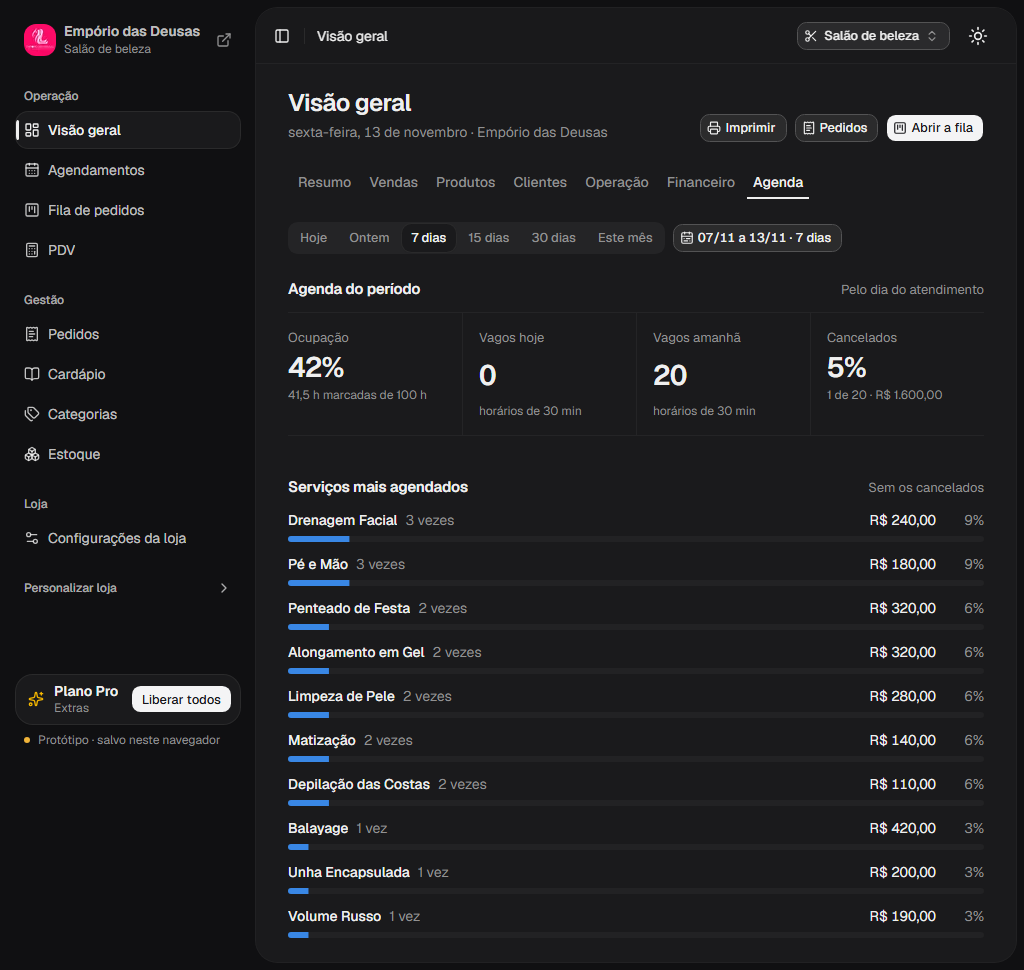 Empório das Deusas
Salão de beleza
Operação
Visão geral
Agendamentos
Fila de pedidos
PDV
Gestão
Pedidos
Cardápio
Categorias
Estoque
Loja
Configurações da loja
Personalizar loja
Plano Pro
Extras
Liberar todos
Protótipo · salvo neste navegador
Visão geral
Salão de beleza
Visão geral
sexta-feira, 13 de novembro · Empório das Deusas
Imprimir
Pedidos
Abrir a fila
Resumo Vendas Produtos Clientes Operação Financeiro Agenda
Hoje Ontem 7 dias 15 dias 30 dias Este mês 07/11 a 13/11 · 7 dias
Agenda do período Pelo dia do atendimento
Ocupação
42%
41,5 h marcadas de 100 h
Vagos hoje
0
horários de 30 min
Vagos amanhã
20
horários de 30 min
Cancelados
5%
1 de 20 · R$ 1.600,00
Serviços mais agendados Sem os cancelados
Drenagem Facial 3 vezes R$ 240,00 9%
Pé e Mão 3 vezes R$ 180,00 9%
Penteado de Festa 2 vezes R$ 320,00 6%
Alongamento em Gel 2 vezes R$ 320,00 6%
Limpeza de Pele 2 vezes R$ 280,00 6%
Matização 2 vezes R$ 140,00 6%
Depilação das Costas 2 vezes R$ 110,00 6%
Balayage 1 vez R$ 420,00 3%
Unha Encapsulada 1 vez R$ 200,00 3%
Volume Russo 1 vez R$ 190,00 3%